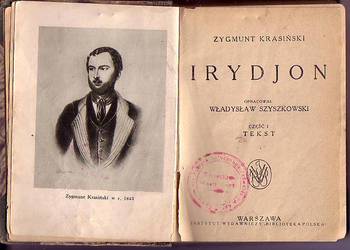 Zygmunt Krasiński w r. 1843
ZYGMUNT KRASIŃSKI
IRYDJON
OPRACOWAŁ
WŁADYSŁAW SZYSZKOWSKI
CZĘŚĆ I
TEKST
WARSZAWA
INSTYTUT WYDAWNICZY „BIBLJOTEKA POLSKA"